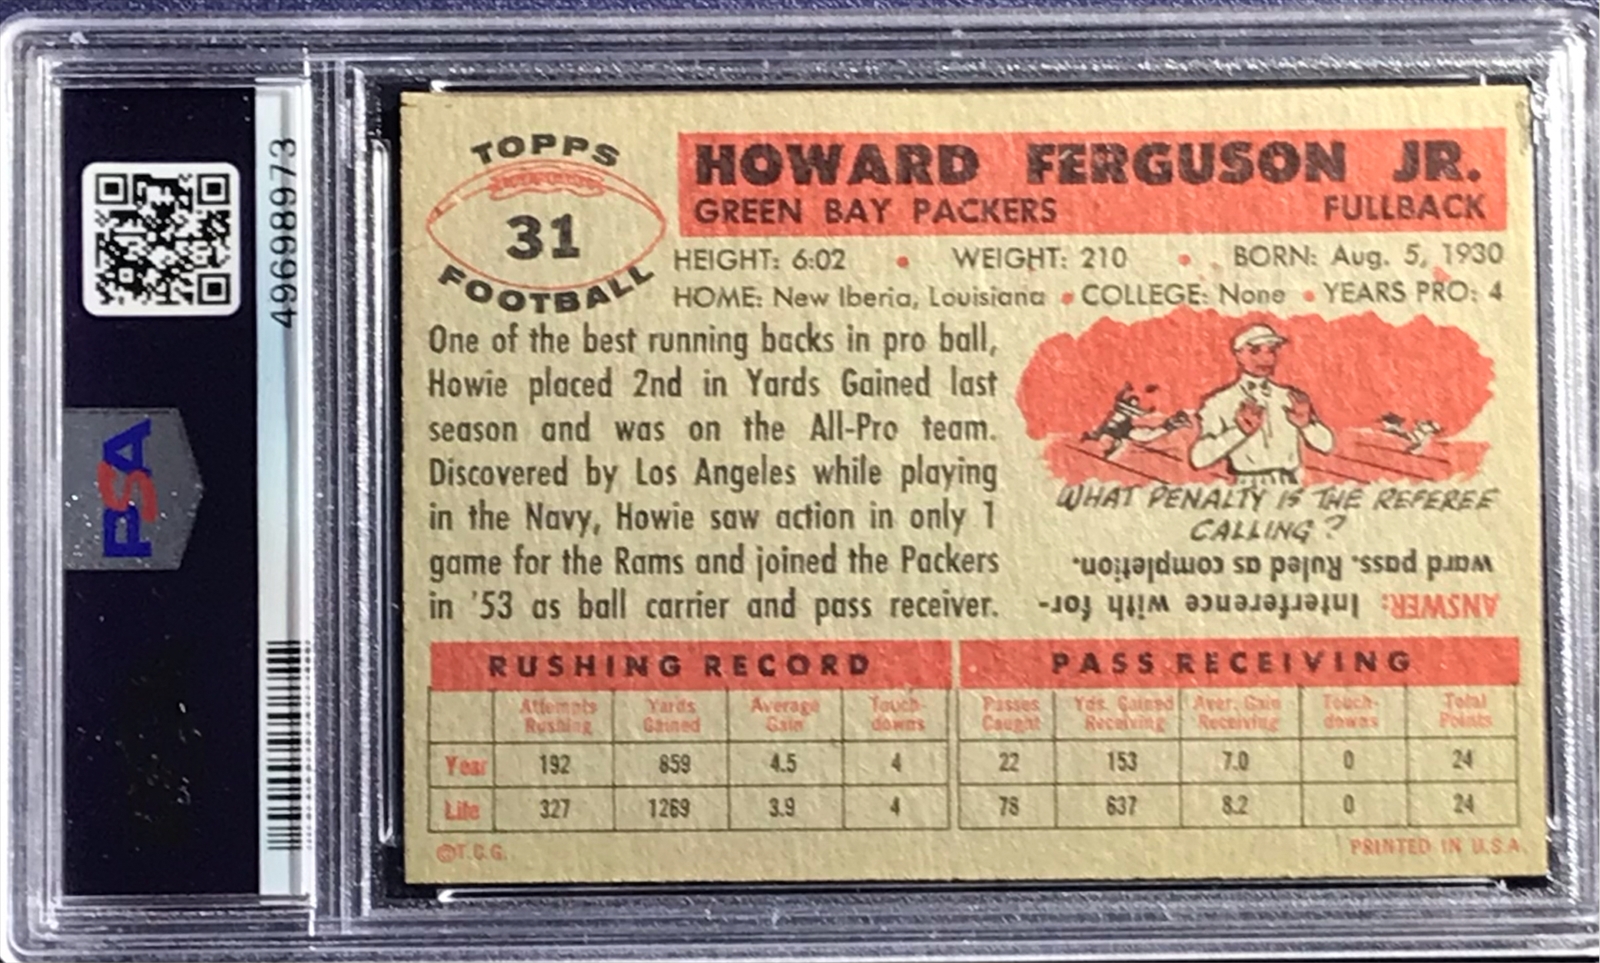 49698973
PSA
TOPPS
31
FOOTBALL
HOWARD FERGUSON JR.
GREEN BAY PACKERS FULLBACK
HEIGHT: 6:02 • WEIGHT: 210 • BORN: Aug. 5, 1930
HOME: New Iberia, Louisiana • COLLEGE: None • YEARS PRO: 4
One of the best running backs in pro ball,
Howie placed 2nd in Yards Gained last
season and was on the All-Pro team.
Discovered by Los Angeles while playing
in the Navy, Howie saw action in only 1
game for the Rams and joined the Packers
in '53 as ball carrier and pass receiver.
WHAT PENALTY IS THE REFEREE
CALLING?
ANSWER: Interference with for-
ward pass. Ruled as completion.
RUSHING RECORD PASS RECEIVING
Attempts Yards Average Touch- Passes Yds. Gained Aver. Gain Touch- Total
Rushing Gained Gain downs Caught Receiving Receiving downs Points
Year 192 859 4.5 4 22 153 7.0 0 24
Life 327 1269 3.9 4 78 637 8.2 0 24
©T.C.G. PRINTED IN U.S.A.